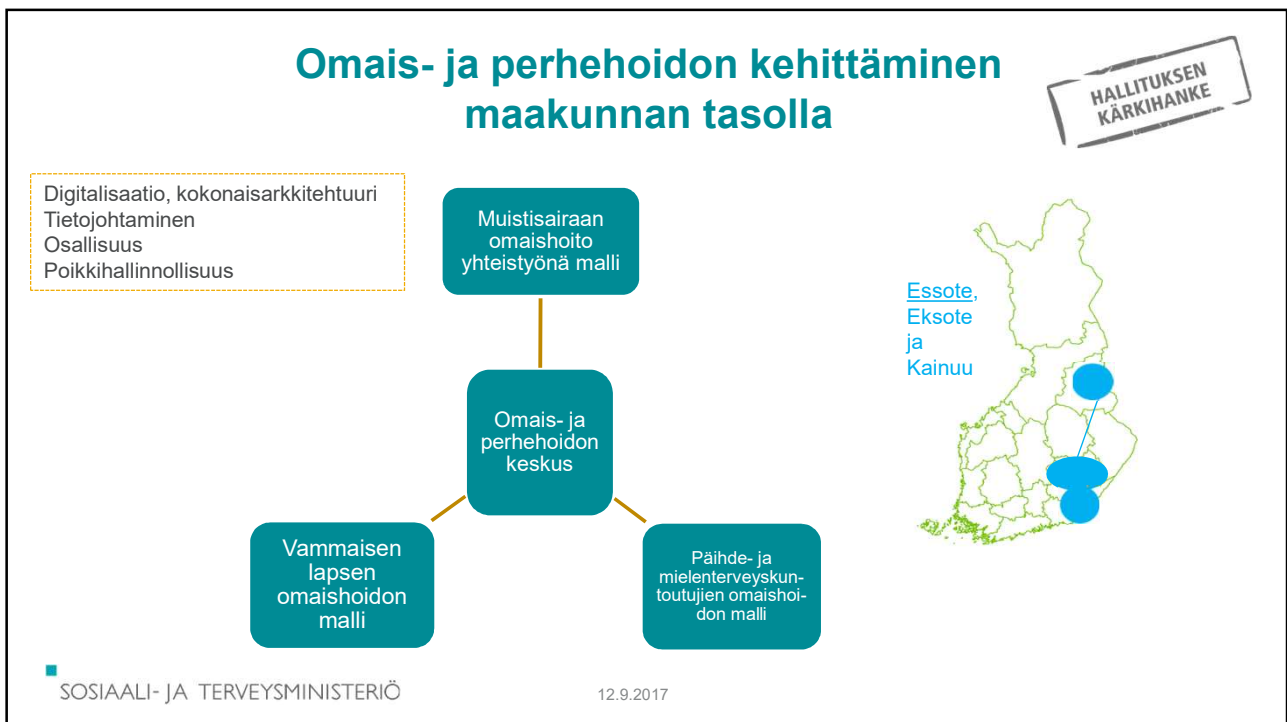 Omais- ja perhehoidon kehittäminen
maakunnan tasolla
HALLITUKSEN
KÄRKIHANKE
Digitalisaatio, kokonaisarkkitehtuuri
Tietojohtaminen
Osallisuus
Poikkihallinnollisuus
Muistisairaan
omaishoito
yhteistyönä malli
Essote,
Eksote
ja
Kainuu
Omais- ja
perhehoidon
keskus
Vammaisen
lapsen
omaishoidon
malli
Päihde- ja
mielenterveyskun-
toutujien omaishoi-
don malli
SOSIAALI- JA TERVEYSMINISTERIÖ
12.9.2017